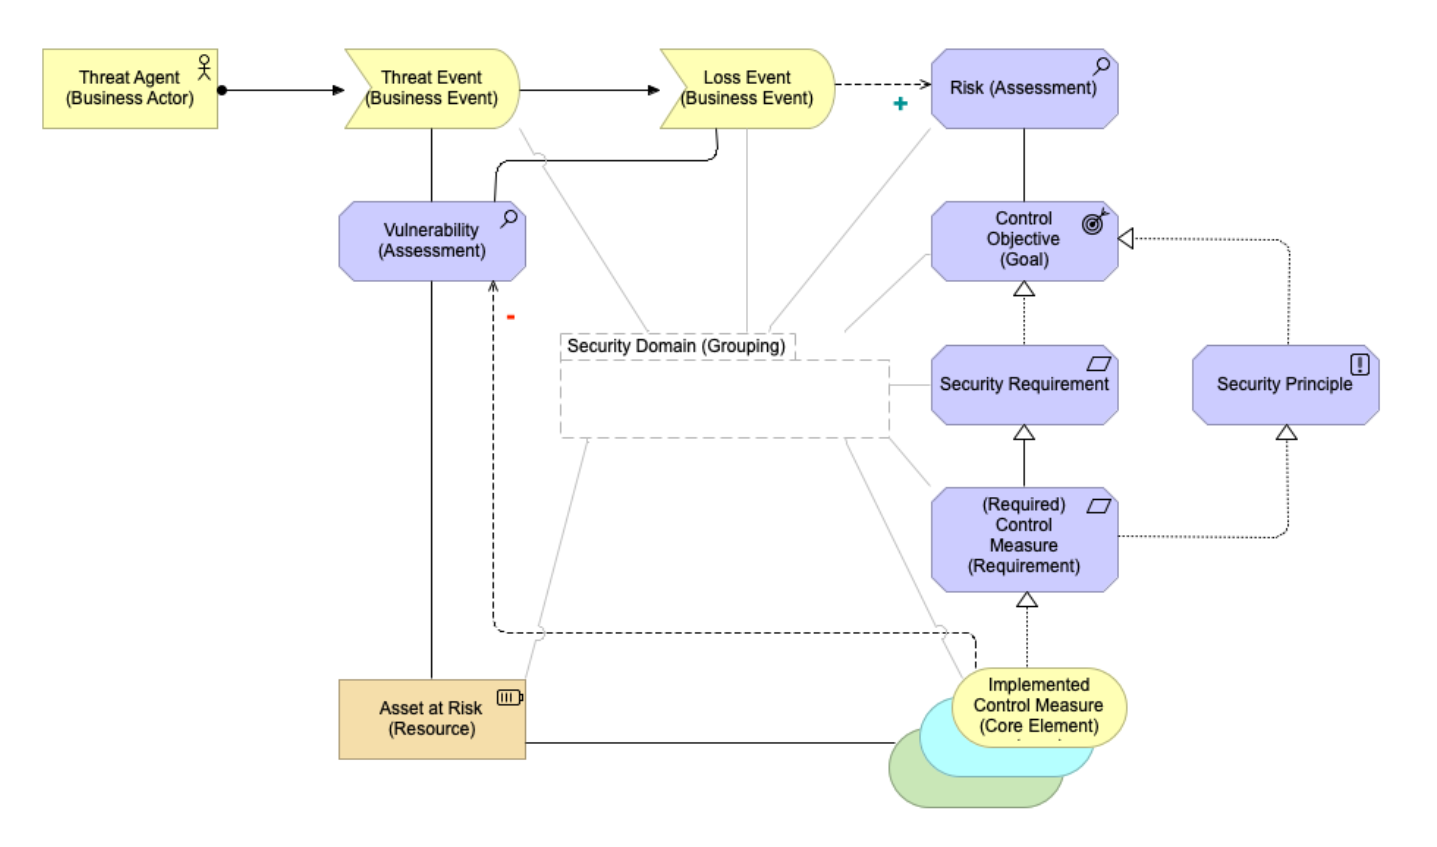 Threat Agent
(Business Actor)
Threat Event
(Business Event)
Loss Event
(Business Event)
+
Risk (Assessment)
Vulnerability
(Assessment)
-
Control
Objective
(Goal)
Security Domain (Grouping)
Security Requirement
Security Principle
(Required)
Control
Measure
(Requirement)
Asset at Risk
(Resource)
Implemented
Control Measure
(Core Element)